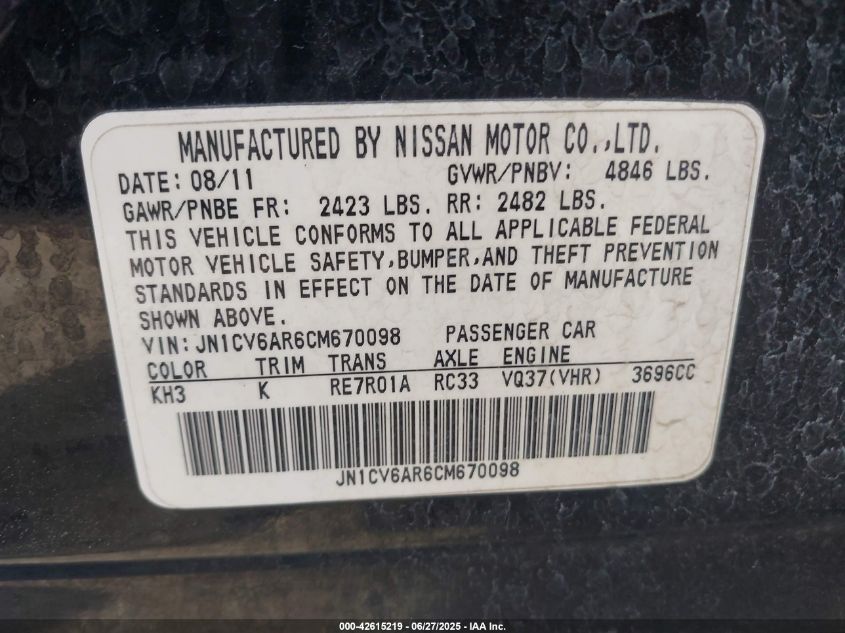 MANUFACTURED BY NISSAN MOTOR CO.,LTD.
DATE: 08/11 GVWR/PNBV: 4846 LBS.
GAWR/PNBE FR: 2423 LBS. RR: 2482 LBS.
THIS VEHICLE CONFORMS TO ALL APPLICABLE FEDERAL
MOTOR VEHICLE SAFETY,BUMPER,AND THEFT PREVENTION
STANDARDS IN EFFECT ON THE DATE OF MANUFACTURE
SHOWN ABOVE.
VIN: JN1CV6AR6CM670098 PASSENGER CAR
COLOR TRIM TRANS AXLE ENGINE
KH3 K RE7R01A RC33 VQ37(VHR) 3696CC
JN1CV6AR6CM670098
000-42615219 - 06/27/2025 - IAA Inc.